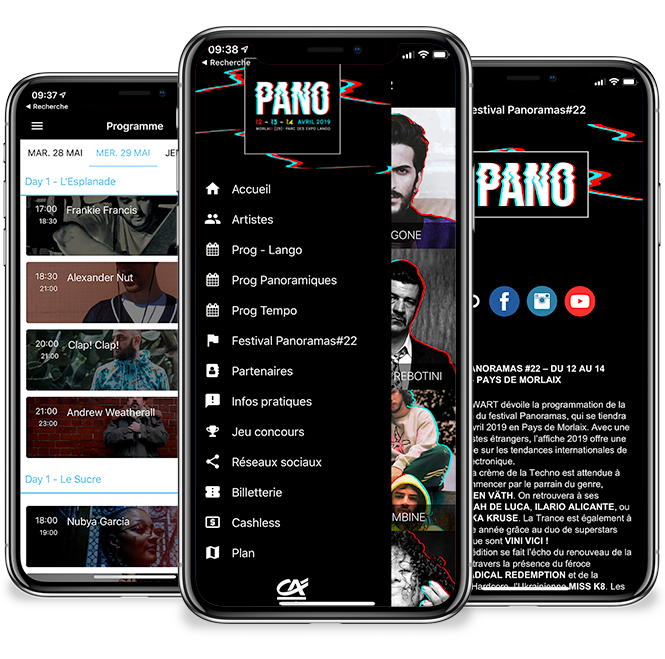 09:37
Recherche
Programme
MAR. 28 MAI
MER. 29 MAI
Day 1 - L'Esplanade
17:00
Frankie Francis
18:30
18:30
Alexander Nut
21:00
20:00
Clap! Clap!
21:00
21:00
Andrew Weatherall
23:00
Day 1 - Le Sucre
18:00
Nubya Garcia
19:00
09:38
Recherche
PANO
12 - 13 - 14 AVRIL 2019
MORLAIX (29) PARC DES EXPO LANGO
Accueil
Artistes
Prog - Lango
Prog Panoramiques
Prog Tempo
Festival Panoramas#22
Partenaires
Infos pratiques
Jeu concours
Réseaux sociaux
Billetterie
Cashless
Plan
CA
GONE
REBOTINI
MBINE
estival Panoramas#22
PANO
ANORAMAS #22 – DU 12 AU 14
PAYS DE MORLAIX
WART dévoile la programmation de la
du festival Panoramas, qui se tiendra
vril 2019 en Pays de Morlaix. Avec une
stes étrangers, l'affiche 2019 offre une
e sur les tendances internationales de
ectronique.
a crème de la Techno est attendue à
mmencer par le parrain du genre,
EN VÄTH. On retrouvera à ses
AH DE LUCA, ILARIO ALICANTE, ou
KA KRUSE. La Trance est également à
e année grâce au duo de superstars
ue sont VINI VICI !
édition se fait l'écho du renouveau de la
travers la présence du féroce
ADICAL REDEMPTION et de la
Hardcore, l'Ukrainienne MISS K8. Les